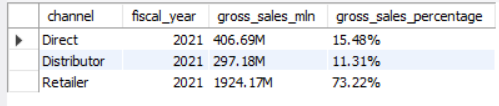 channel fiscal_year gross_sales_mln gross_sales_percentage
Direct 2021 406.69M 15.48%
Distributor 2021 297.18M 11.31%
Retailer 2021 1924.17M 73.22%